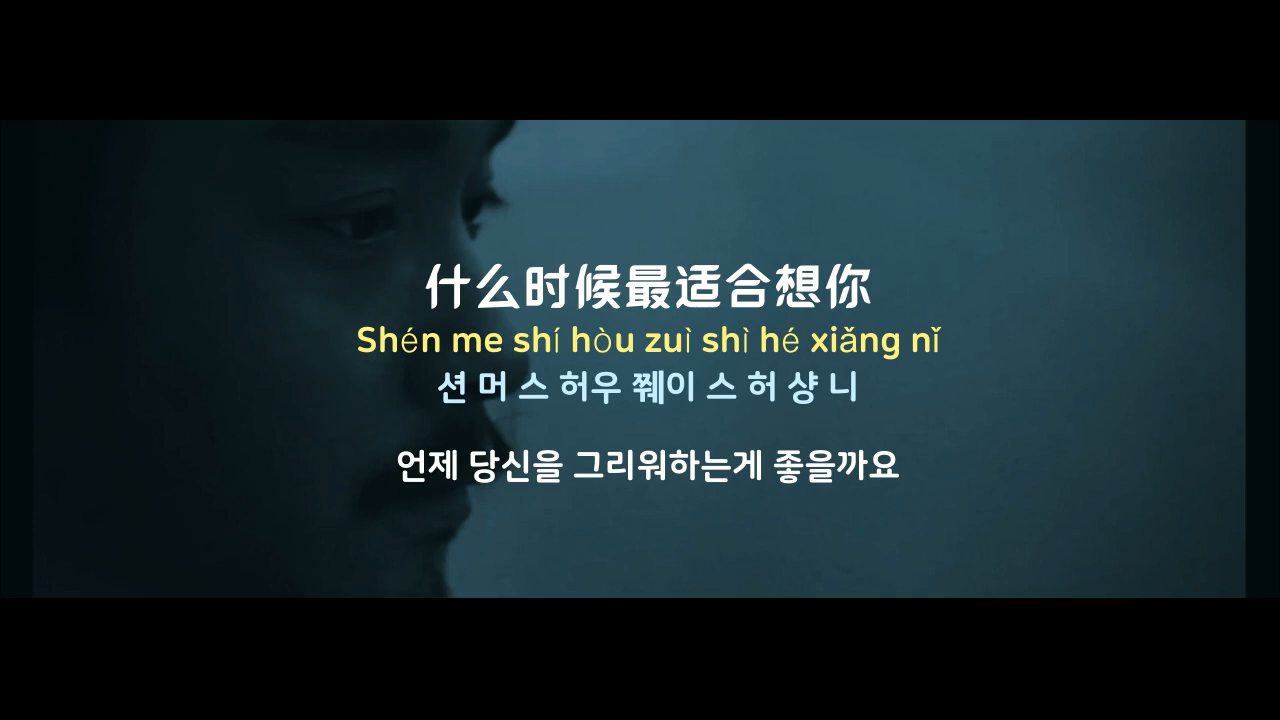 什么时候最适合想你
Shén me shí hòu zuì shì hé xiǎng nǐ
션 머 스 허우 쮀이 스 허 샹 니
언제 당신을 그리워하는게 좋을까요